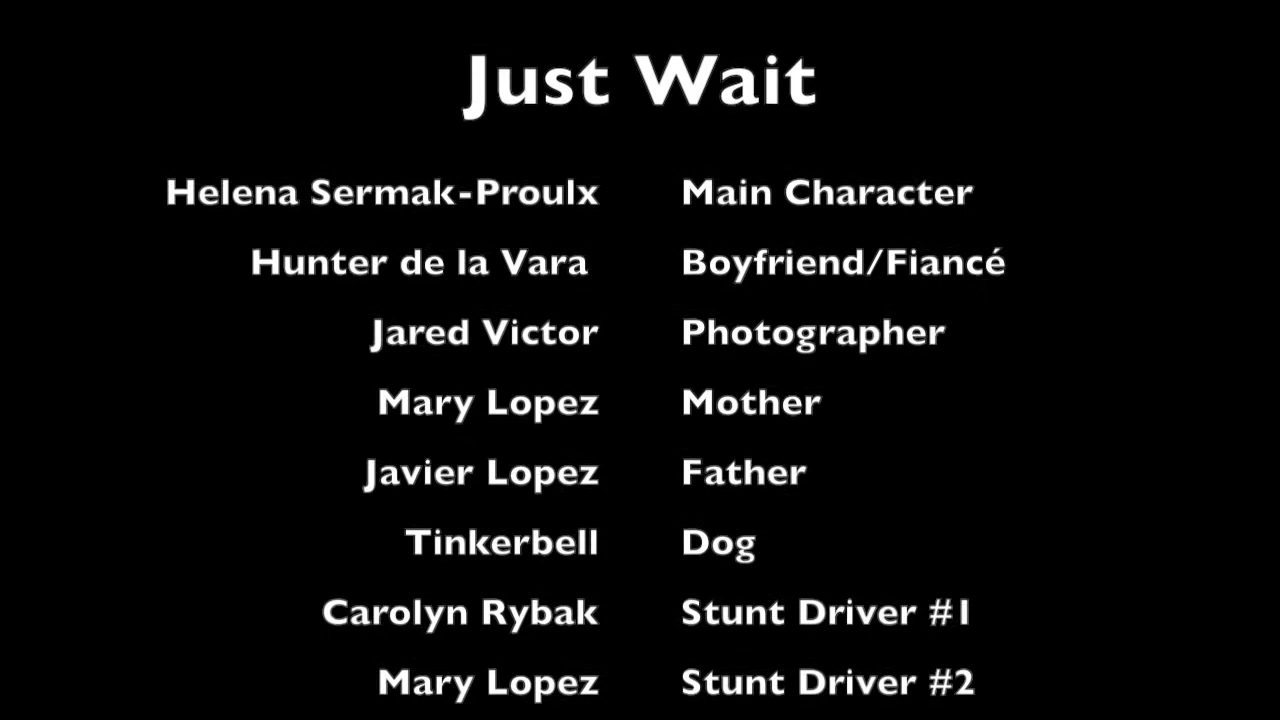 Just Wait
Helena Sermak-Proulx Main Character
Hunter de la Vara Boyfriend/Fiancé
Jared Victor Photographer
Mary Lopez Mother
Javier Lopez Father
Tinkerbell Dog
Carolyn Rybak Stunt Driver #1
Mary Lopez Stunt Driver #2